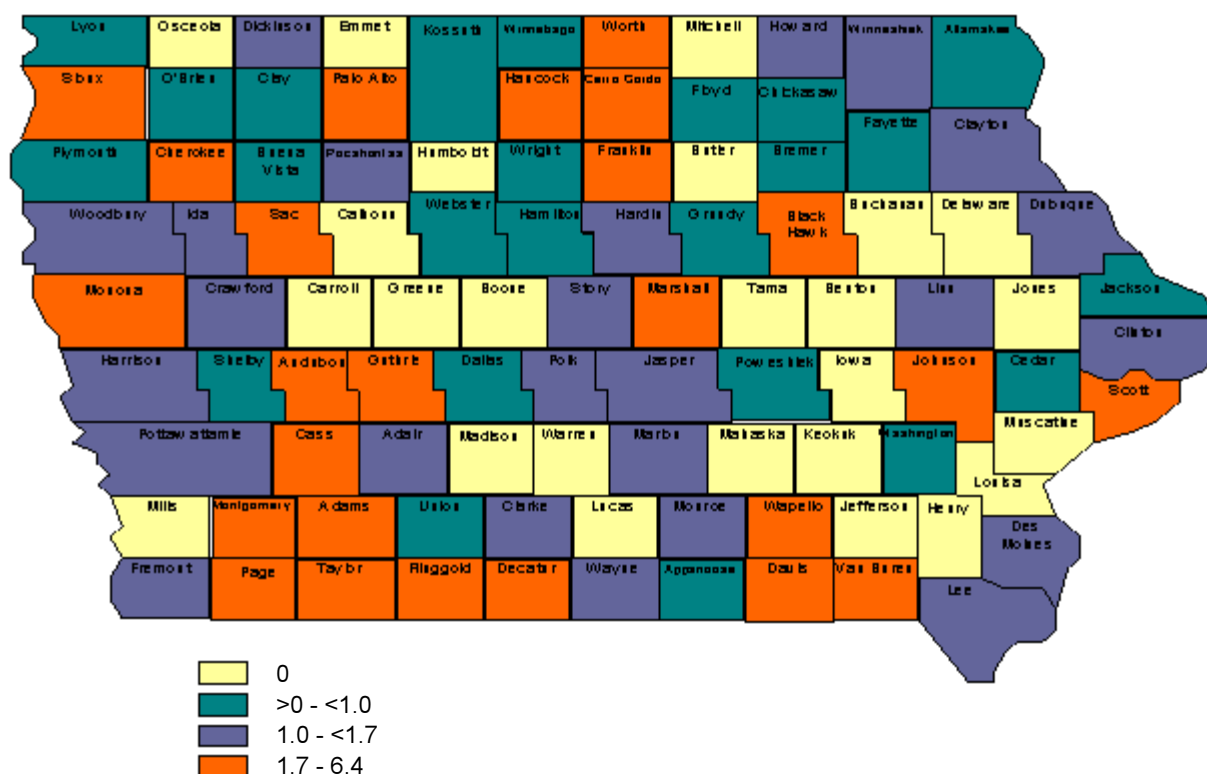 Lyon Osceola Dickinson Emmet Kossuth Winnebago Worth Mitchell Howard Winneshiek Allamakee
Sioux O'Brien Clay Palo Alto Hancock Cerro Gordo Floyd Chickasaw
Fayette Clayton
Plymouth Cherokee Buena Vista Pocahontas Humboldt Wright Franklin Butler Bremer
Woodbury Ida Sac Calhoun Webster Hamilton Hardin Grundy Black Hawk Buchanan Delaware Dubuque
Monona Crawford Carroll Greene Boone Story Marshall Tama Benton Linn Jones Jackson
Clinton
Harrison Shelby Audubon Guthrie Dallas Polk Jasper Poweshiek Iowa Johnson Cedar
Scott
Muscatine
Pottawattamie Cass Adair Madison Warren Marion Mahaska Keokuk Washington
Louisa
Mills Montgomery Adams Union Clarke Lucas Monroe Wapello Jefferson Henry
Des
Moines
Fremont Page Taylor Ringgold Decatur Wayne Appanoose Davis Van Buren
Lee
0
>0 - <1.0
1.0 - <1.7
1.7 - 6.4